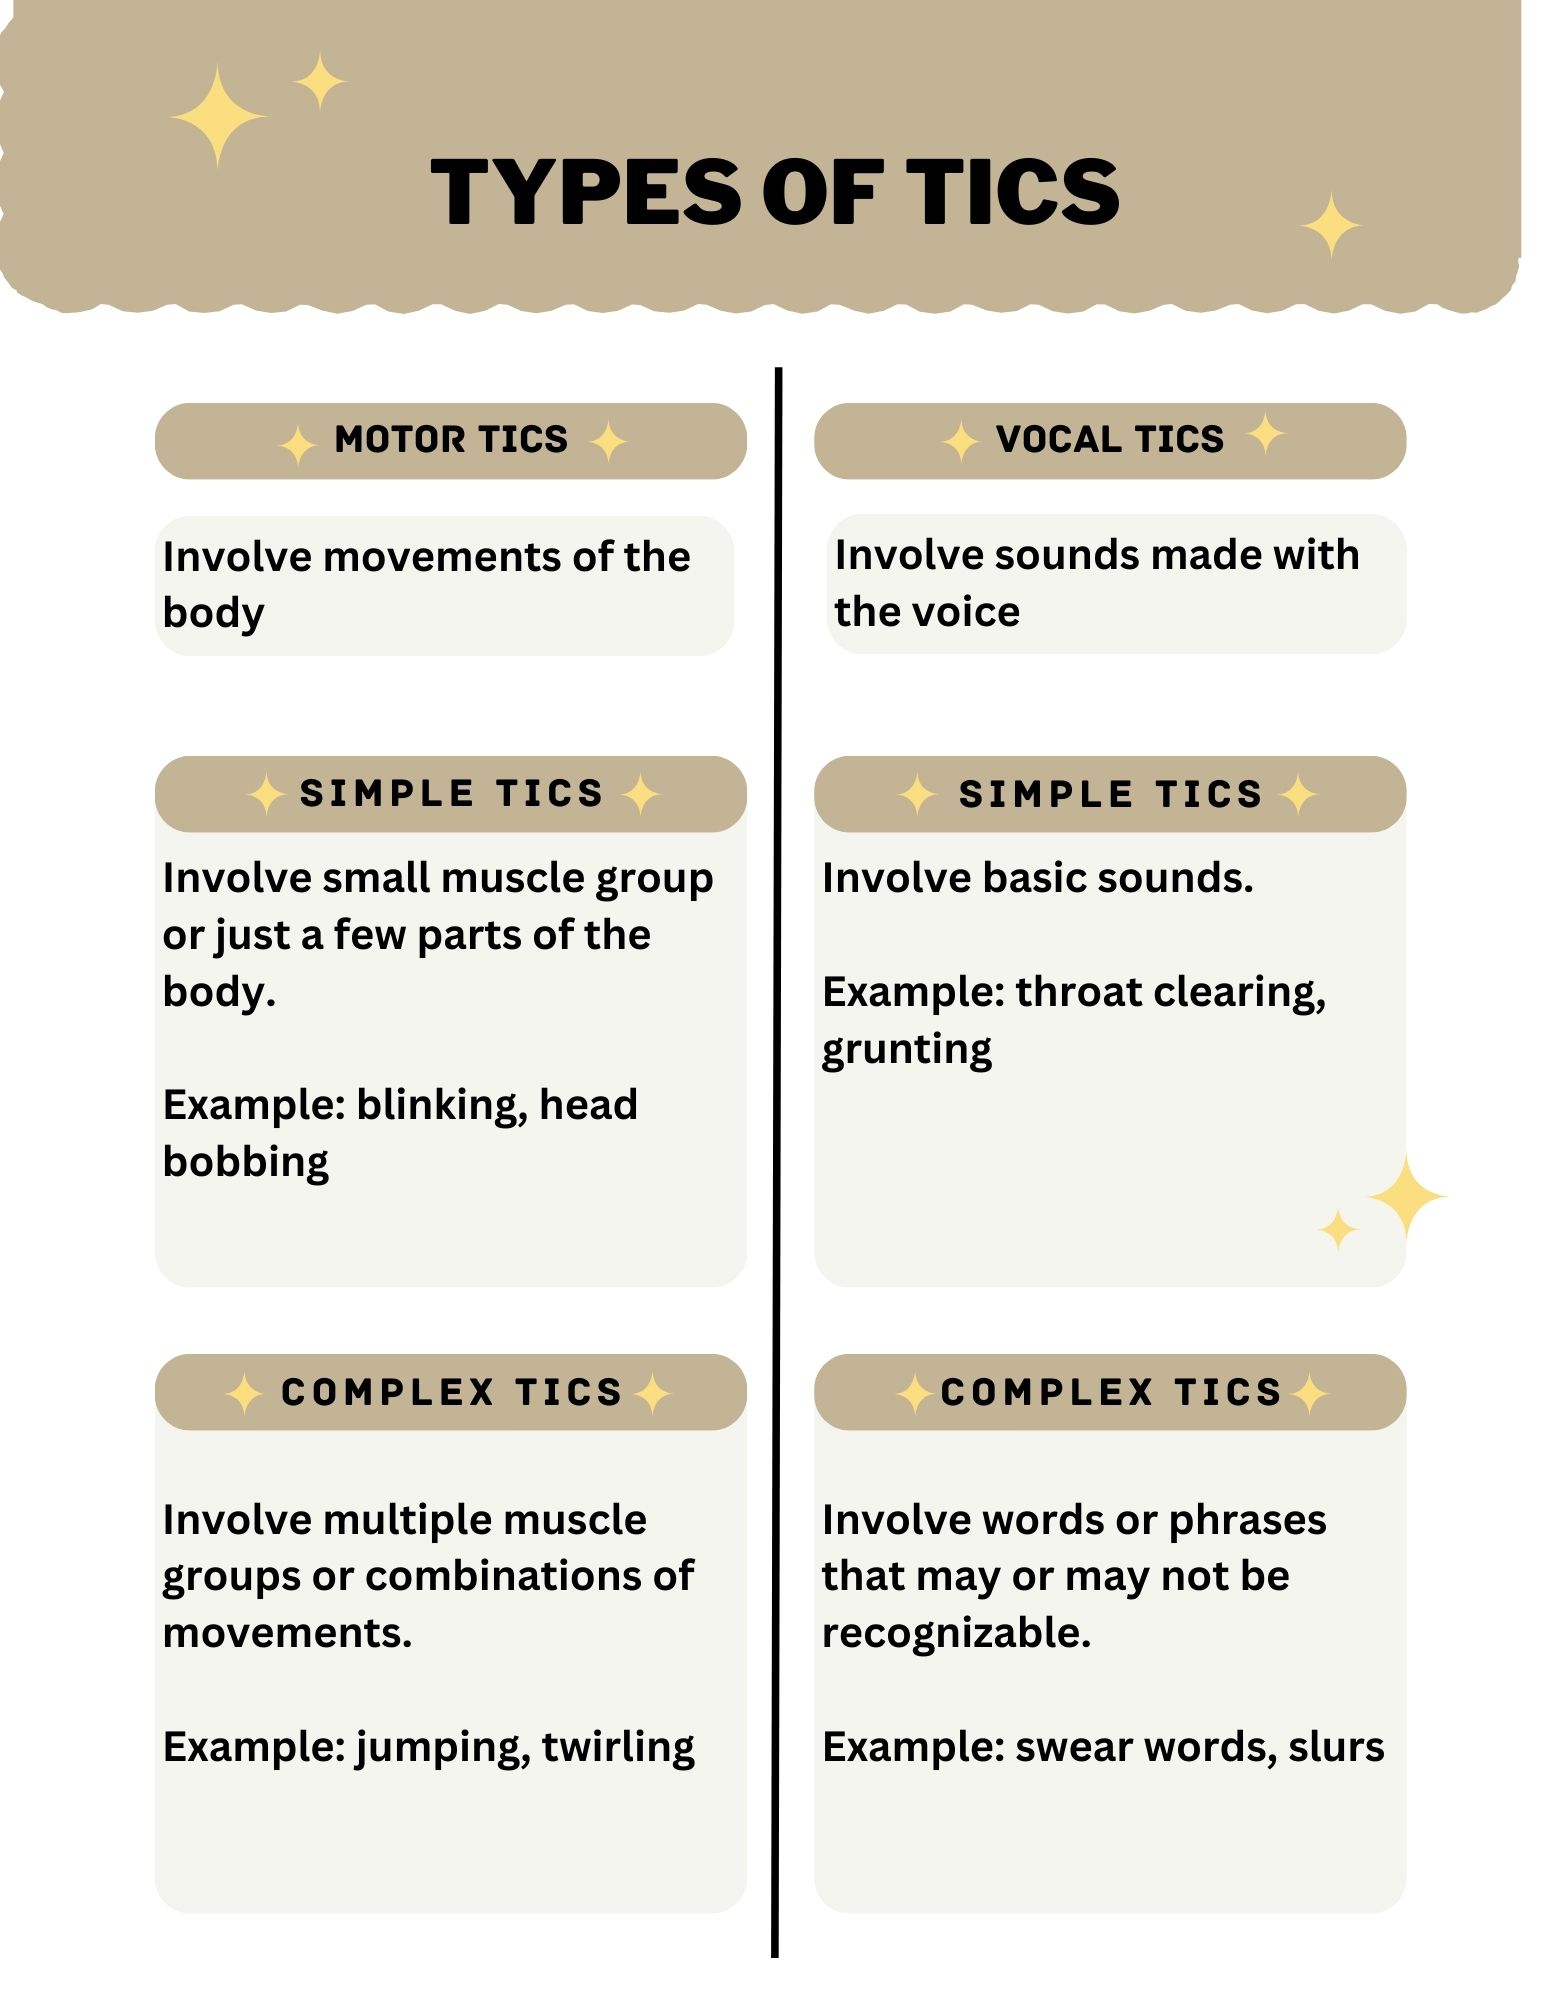 TYPES OF TICS
MOTOR TICS
Involve movements of the
body
SIMPLE TICS
Involve small muscle group
or just a few parts of the
body.
Example: blinking, head
bobbing
COMPLEX TICS
Involve multiple muscle
groups or combinations of
movements.
Example: jumping, twirling
VOCAL TICS
Involve sounds made with
the voice
SIMPLE TICS
Involve basic sounds.
Example: throat clearing,
grunting
COMPLEX TICS
Involve words or phrases
that may or may not be
recognizable.
Example: swear words, slurs